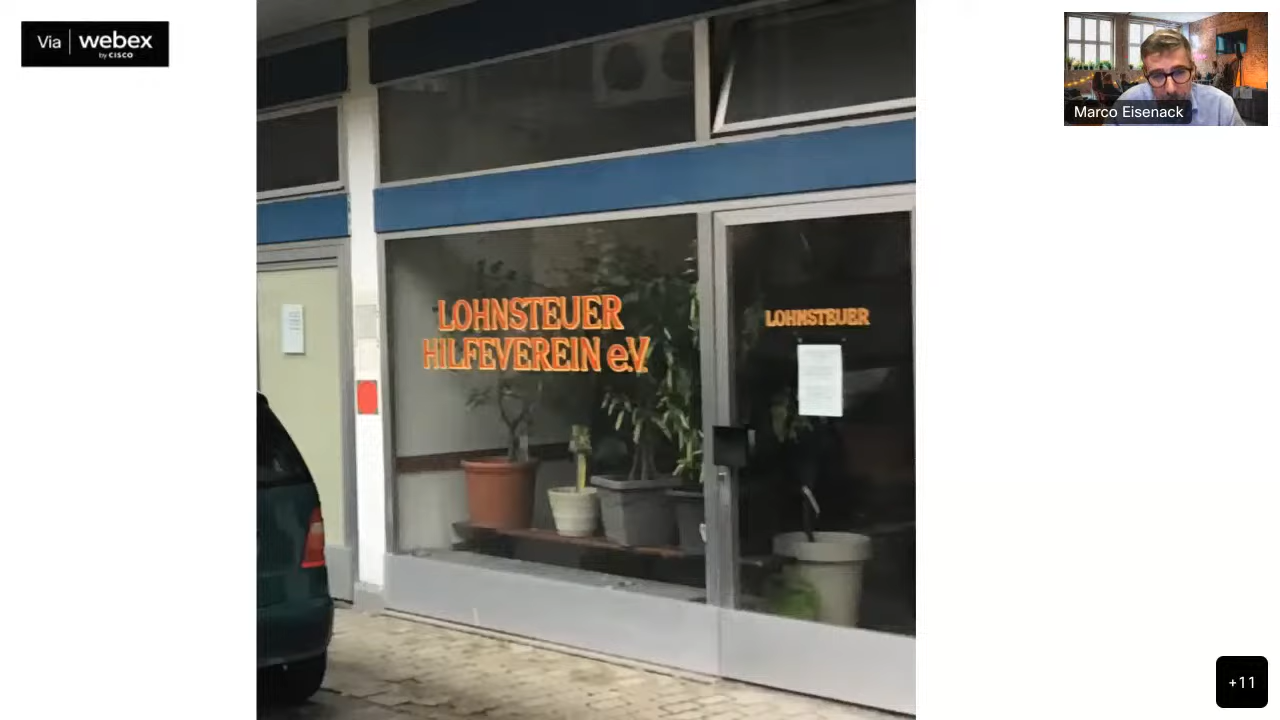 Via webex
by CISCO
Marco Eisenack
LOHNSTEUER
HILFEVEREIN e.V.
LOHNSTEUER
+11